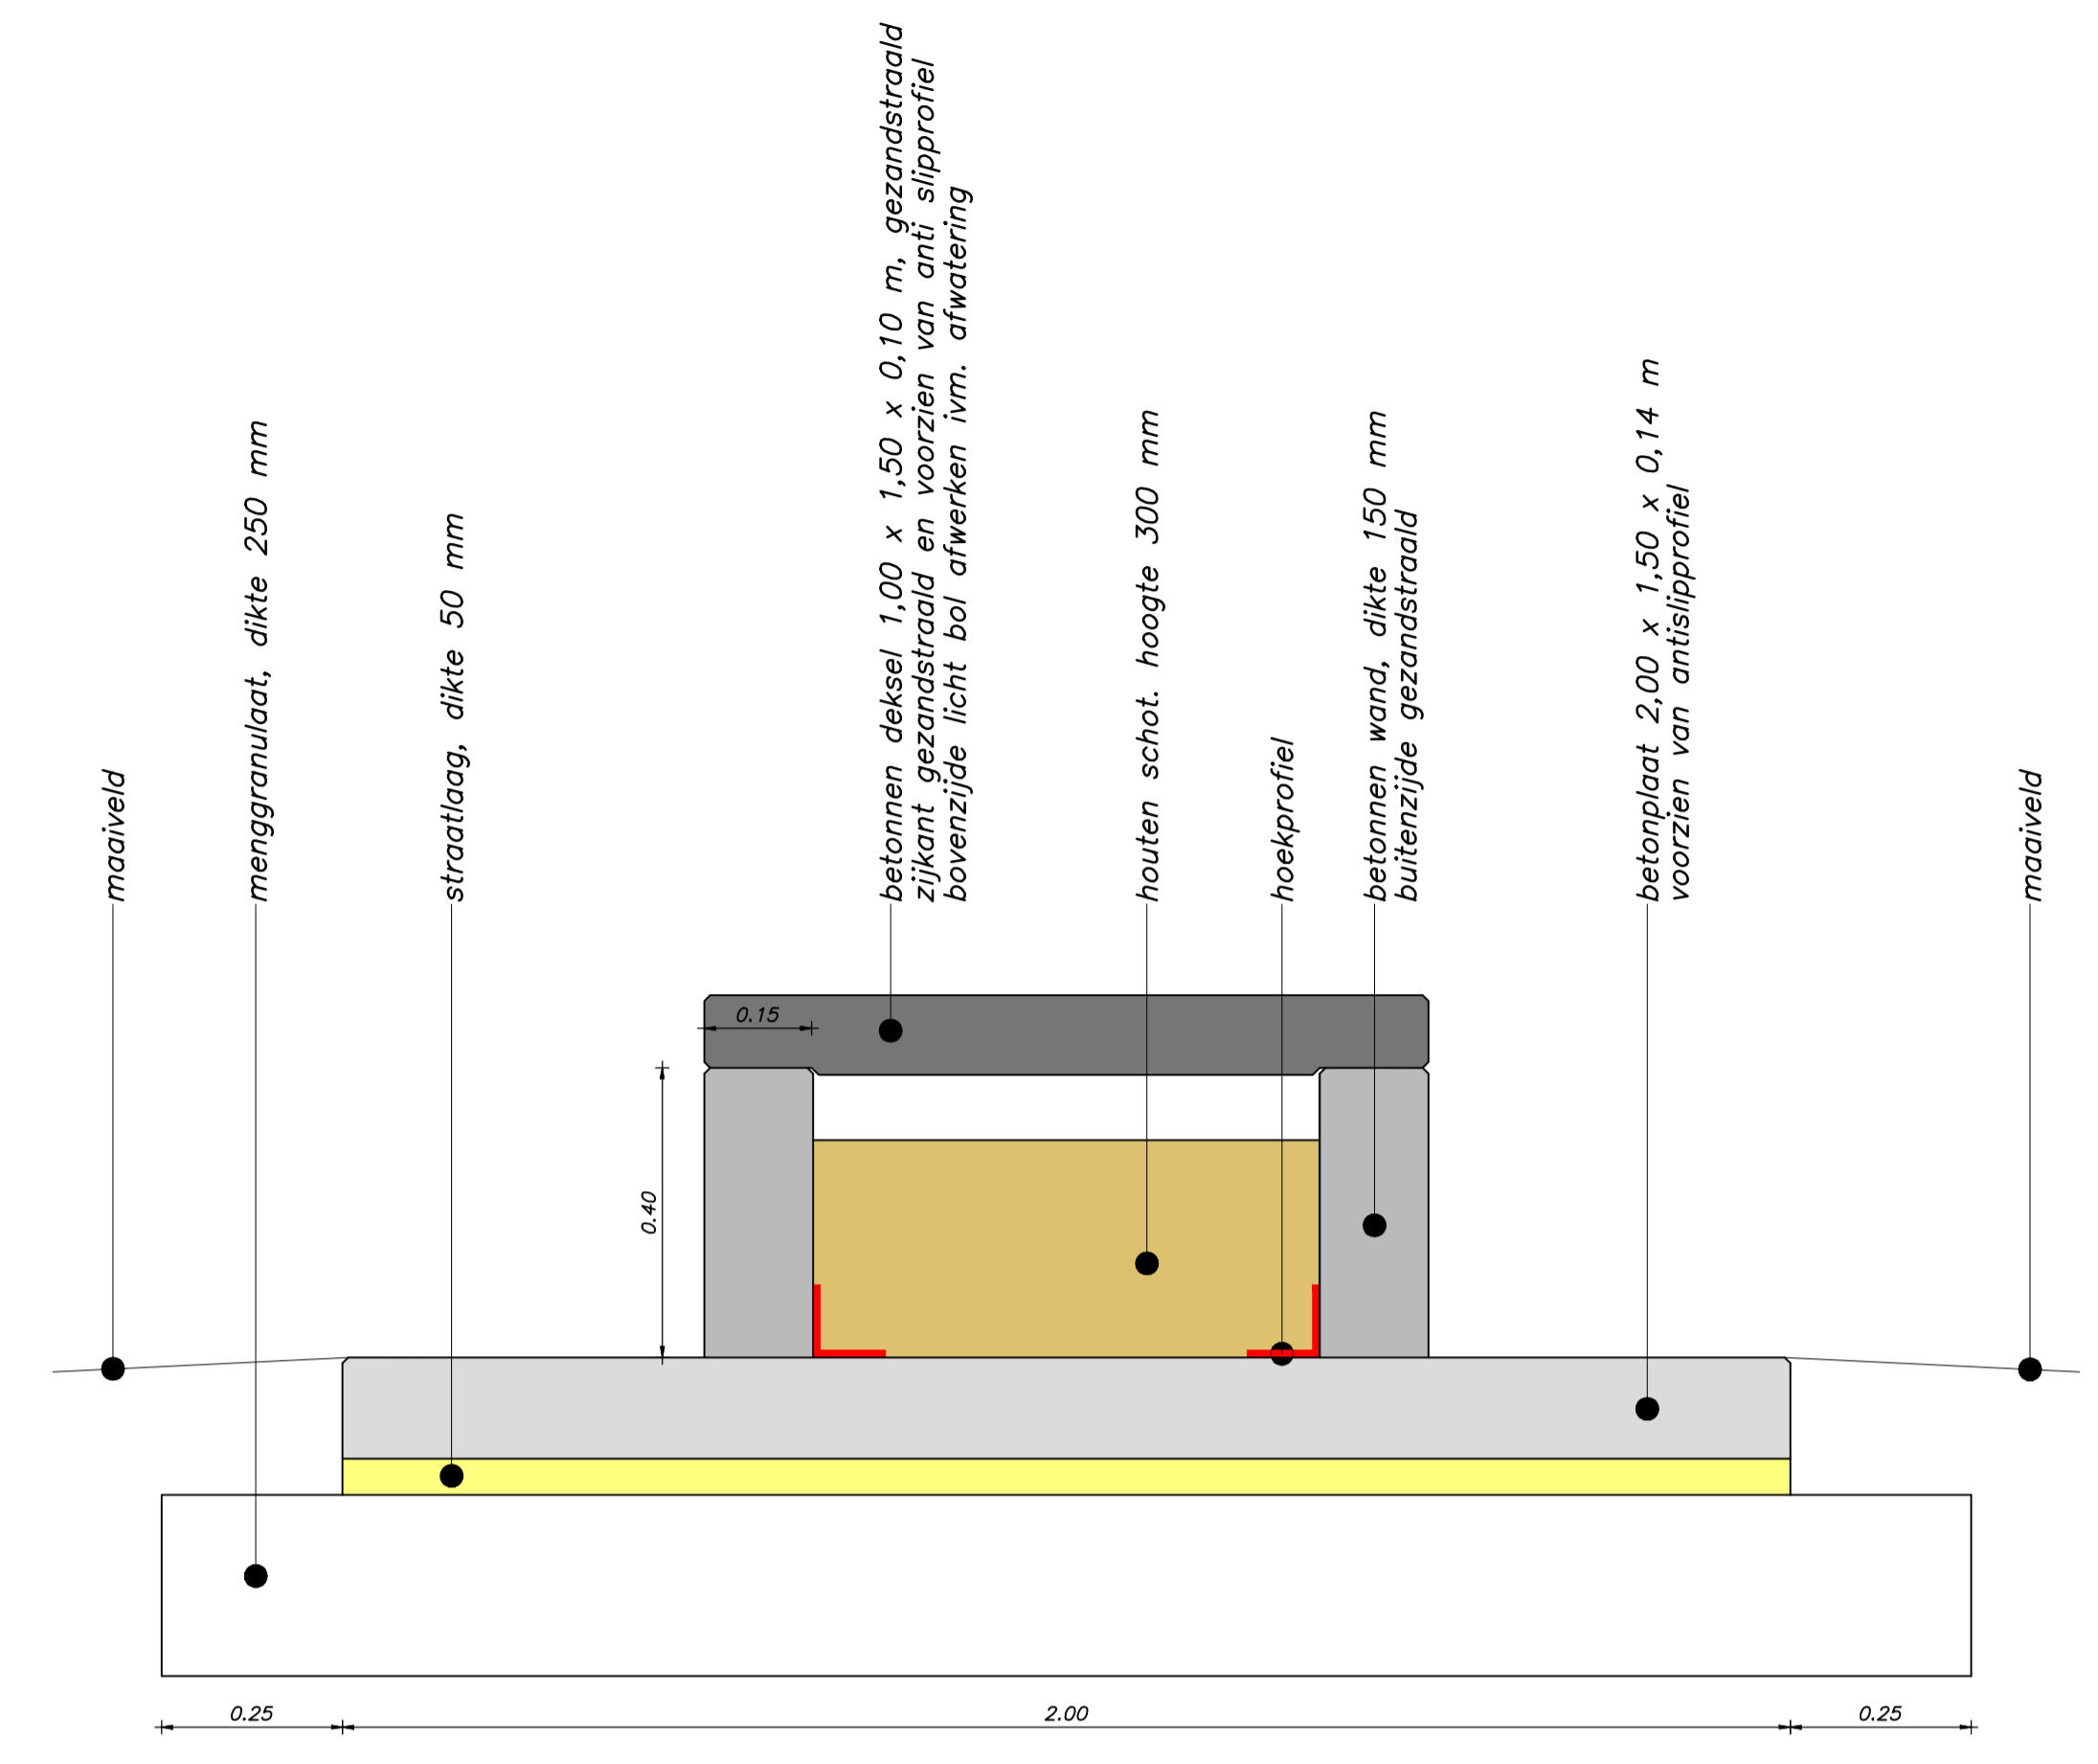 maaiveld
menggranulaat, dikte 250 mm
straatlaag, dikte 50 mm
betonnen deksel 1,00 x 1,50 x 0,10 m, gezandstraald
zijkant gezandstraald en voorzien van anti slipprofiel
bovenzijde licht bol afwerken ivm. afwatering
houten schot. hoogte 300 mm
hoekprofiel
betonnen wand, dikte 150 mm
buitenzijde gezandstraald
betonplaat 2,00 x 1,50 x 0,14 m
voorzien van antislipprofiel
maaiveld
0.15
0.40
0.25
2.00
0.25